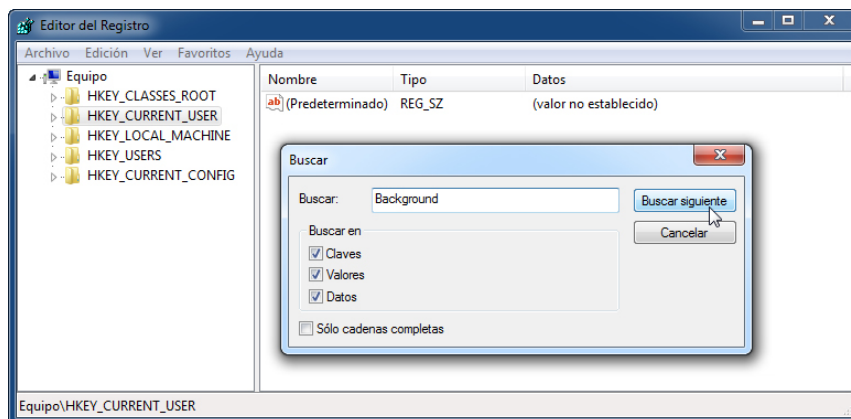 Editor del Registro
Archivo Edición Ver Favoritos Ayuda
Equipo
HKEY_CLASSES_ROOT
HKEY_CURRENT_USER
HKEY_LOCAL_MACHINE
HKEY_USERS
HKEY_CURRENT_CONFIG
Nombre Tipo Datos
ab (Predeterminado) REG_SZ (valor no establecido)
Buscar
Buscar: Background Buscar siguiente
Cancelar
Buscar en
Claves
Valores
Datos
Sólo cadenas completas
Equipo\HKEY_CURRENT_USER